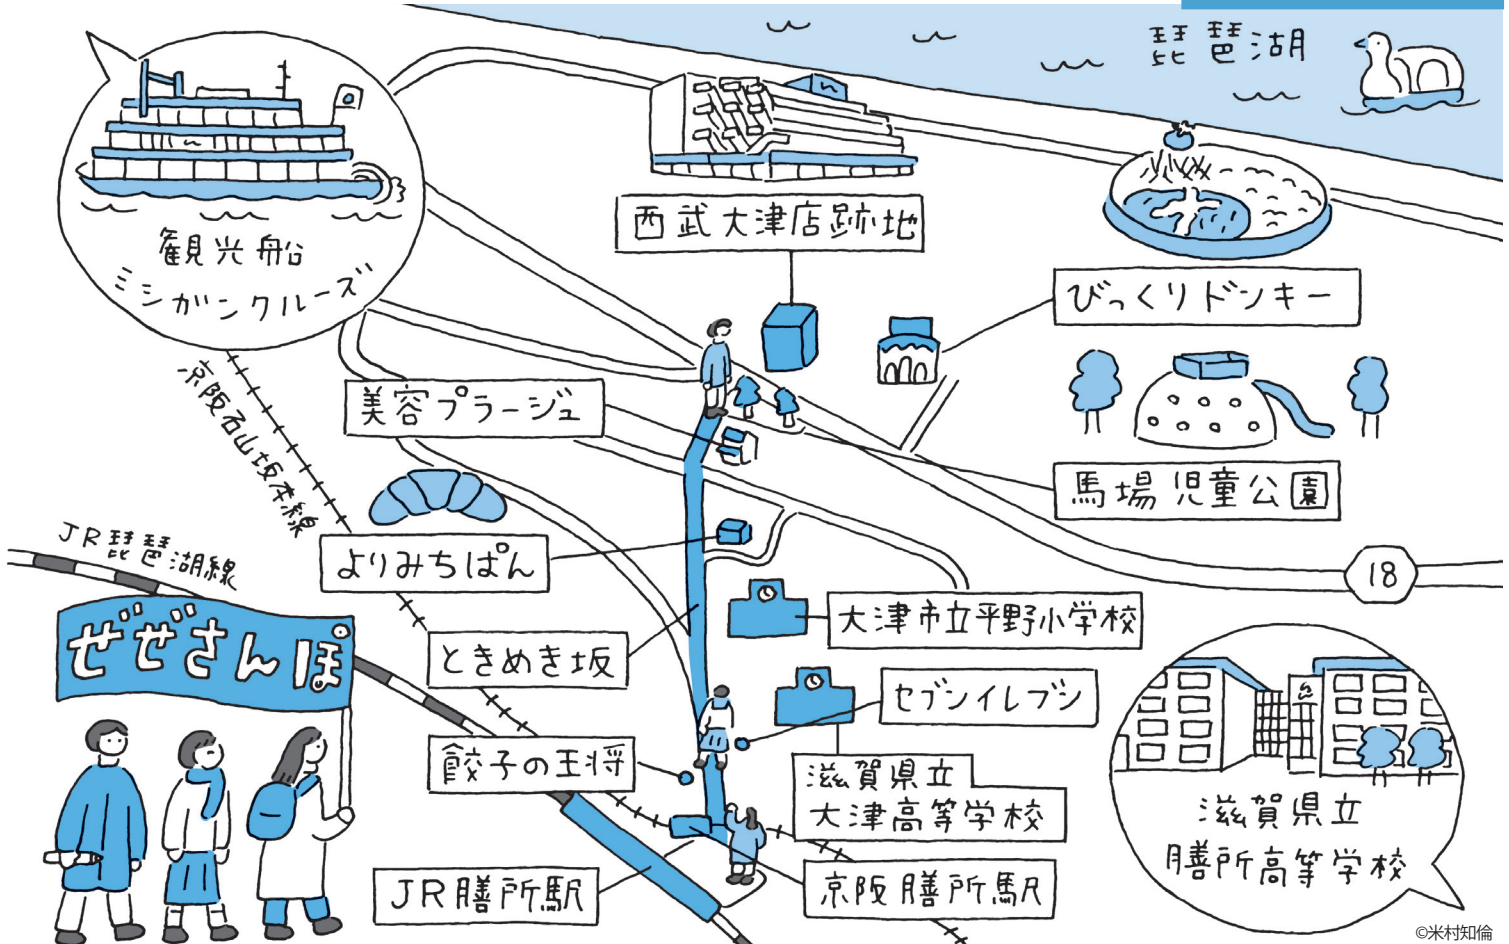 琵琶湖
観光船
ミシガンクルーズ
西武大津店跡地
びっくりドンキー
京阪石山坂本線
美容プラージュ
馬場児童公園
よりみちぱん
JR琵琶湖線
18
大津市立平野小学校
ぜぜさんぽ
ときめき坂
セブンイレブン
餃子の王将
滋賀県立
大津高等学校
滋賀県立
膳所高等学校
JR膳所駅
京阪膳所駅
©米村知倫